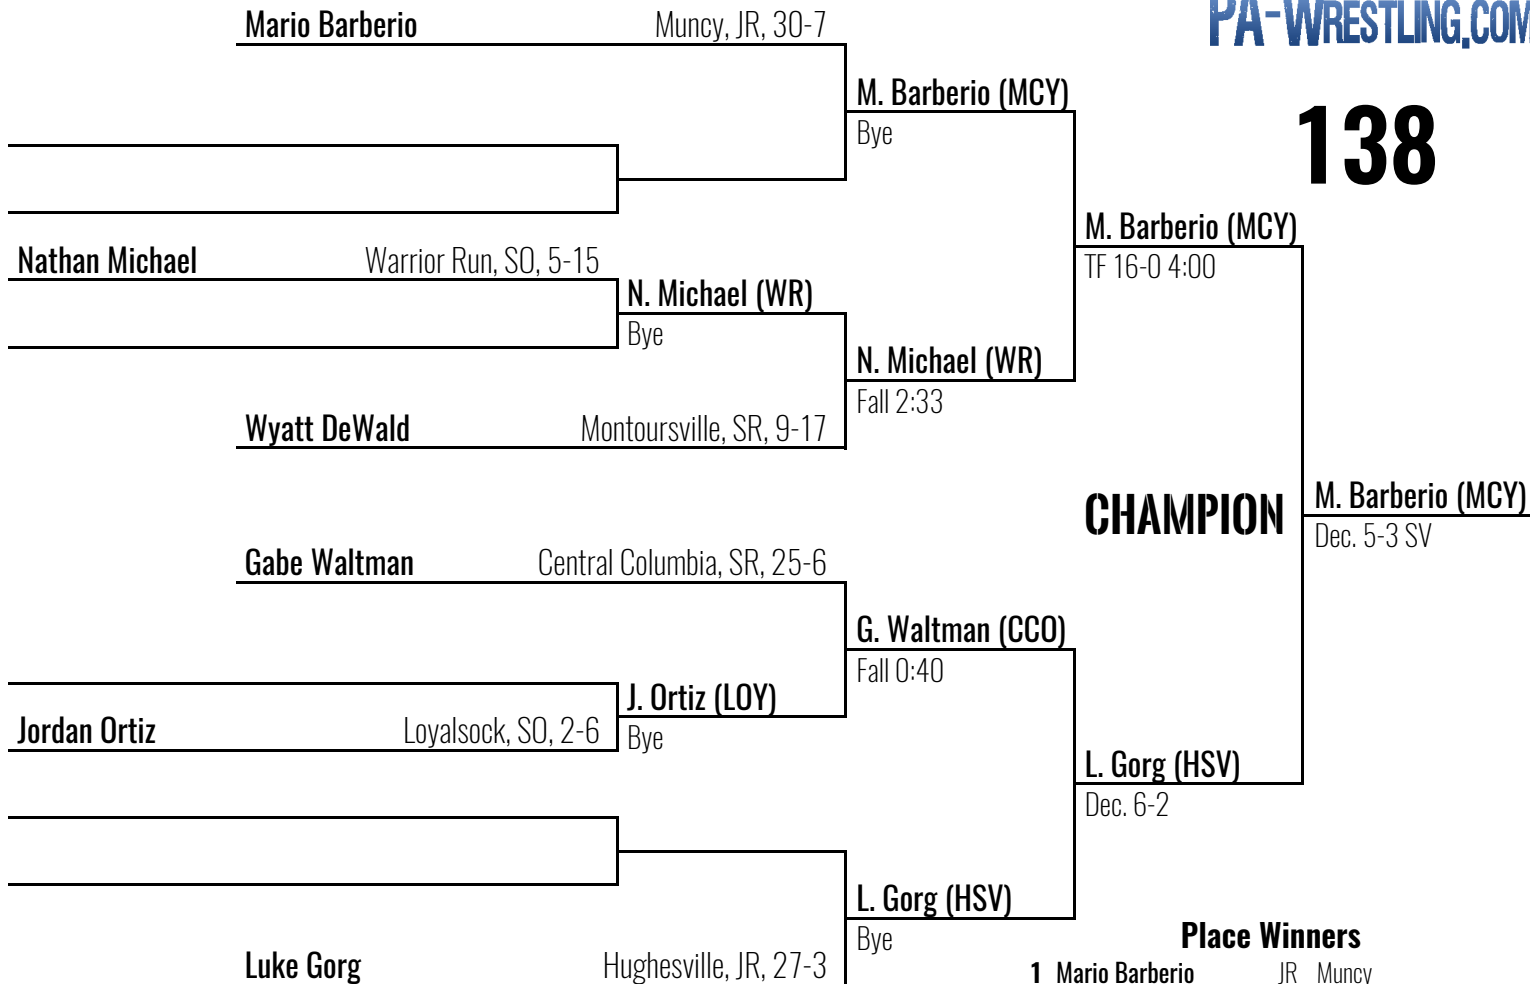 PA-WRESTLING.COM
Mario Barberio Muncy, JR, 30-7
M. Barberio (MCY)
Bye
138
M. Barberio (MCY)
TF 16-0 4:00
Nathan Michael Warrior Run, SO, 5-15
N. Michael (WR)
Bye
N. Michael (WR)
Fall 2:33
Wyatt DeWald Montoursville, SR, 9-17
CHAMPION
M. Barberio (MCY)
Dec. 5-3 SV
Gabe Waltman Central Columbia, SR, 25-6
G. Waltman (CCO)
Fall 0:40
J. Ortiz (LOY)
Jordan Ortiz Loyalsock, SO, 2-6
Bye
L. Gorg (HSV)
Dec. 6-2
L. Gorg (HSV)
Bye
Luke Gorg Hughesville, JR, 27-3
Place Winners
1 Mario Barberio JR Muncy